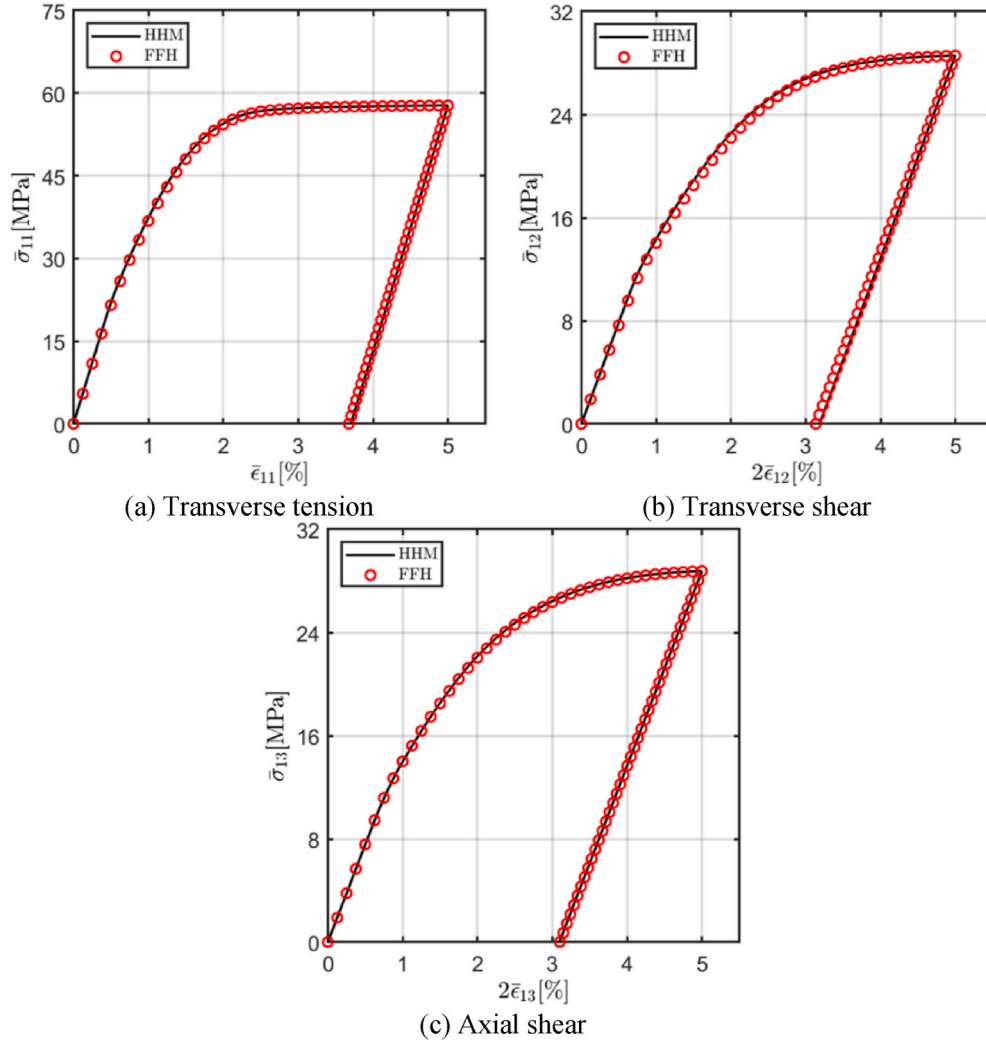 75
HHM
FFH
60
45
30
15
0
σ̄₁₁[MPa]
0 1 2 3 4 5
ε̄₁₁[%]
(a) Transverse tension
32
HHM
FFH
24
16
8
0
σ̄₁₂[MPa]
0 1 2 3 4 5
2ε̄₁₂[%]
(b) Transverse shear
32
HHM
FFH
24
16
8
0
σ̄₁₃[MPa]
0 1 2 3 4 5
2ε̄₁₃[%]
(c) Axial shear